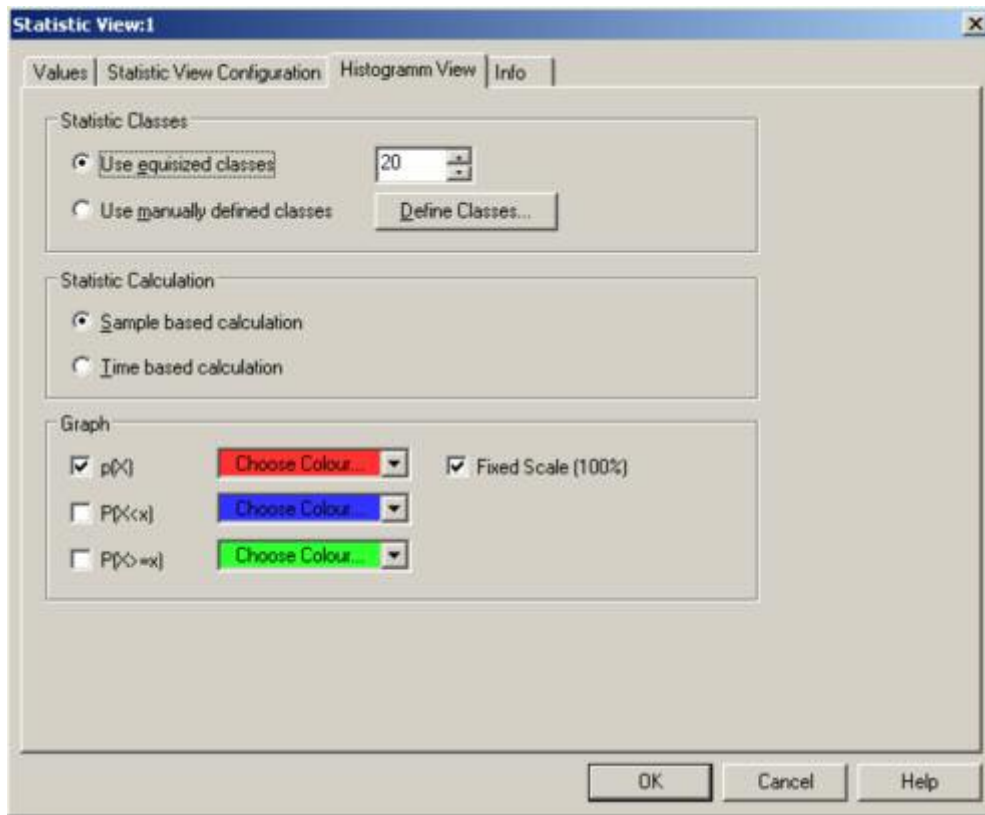 Statistic View:1
Values
Statistic View Configuration
Histogramm View
Info
Statistic Classes
Use equisized classes
20
Use manually defined classes
Define Classes...
Statistic Calculation
Sample based calculation
Time based calculation
Graph
p(X)
Choose Colour...
Fixed Scale (100%)
P(X<x)
Choose Colour...
P(X>=x)
Choose Colour...
OK
Cancel
Help